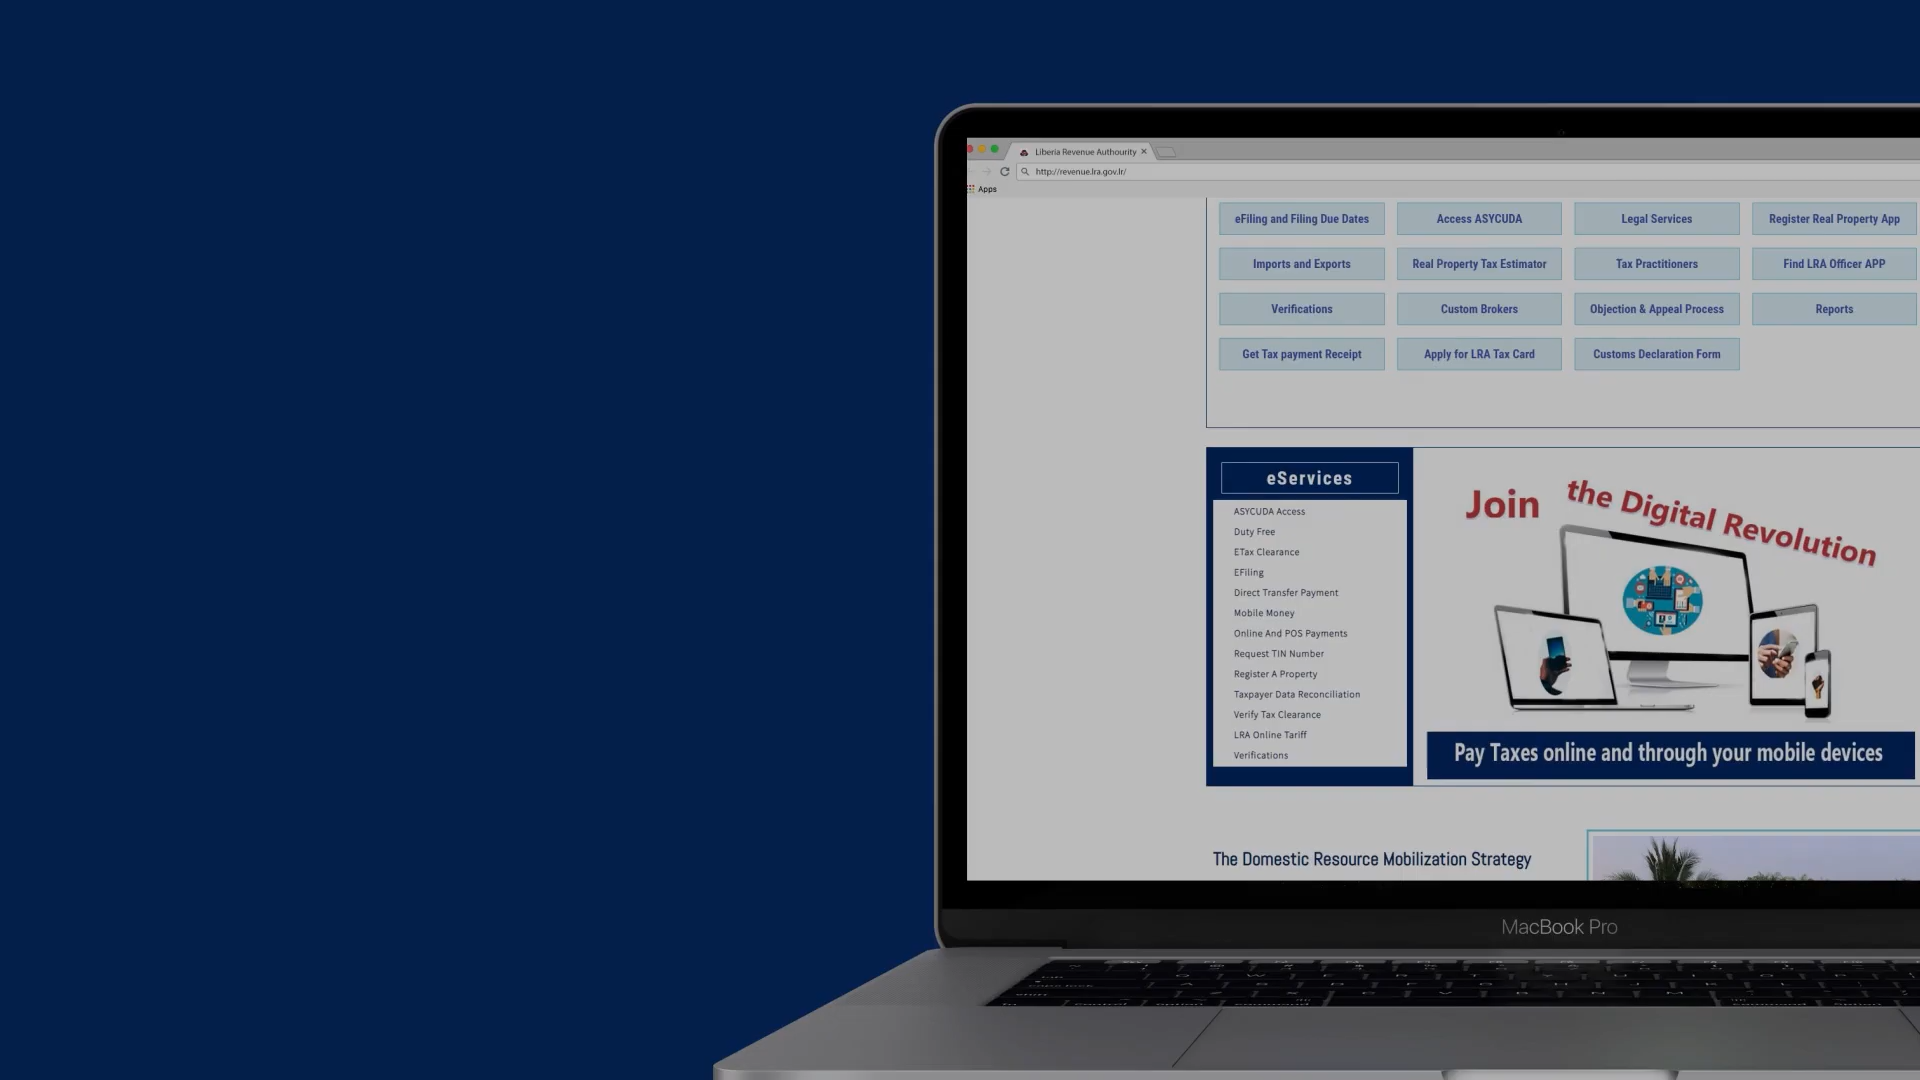 Liberia Revenue Authourity
http://revenue.lra.gov.lr/
Apps
eFiling and Filing Due Dates
Access ASYCUDA
Legal Services
Register Real Property App
Imports and Exports
Real Property Tax Estimator
Tax Practitioners
Find LRA Officer APP
Verifications
Custom Brokers
Objection & Appeal Process
Reports
Get Tax payment Receipt
Apply for LRA Tax Card
Customs Declaration Form
eServices
ASYCUDA Access
Duty Free
ETax Clearance
EFiling
Direct Transfer Payment
Mobile Money
Online And POS Payments
Request TIN Number
Register A Property
Taxpayer Data Reconciliation
Verify Tax Clearance
LRA Online Tariff
Verifications
Join the Digital Revolution
Pay Taxes online and through your mobile devices
The Domestic Resource Mobilization Strategy
MacBook Pro